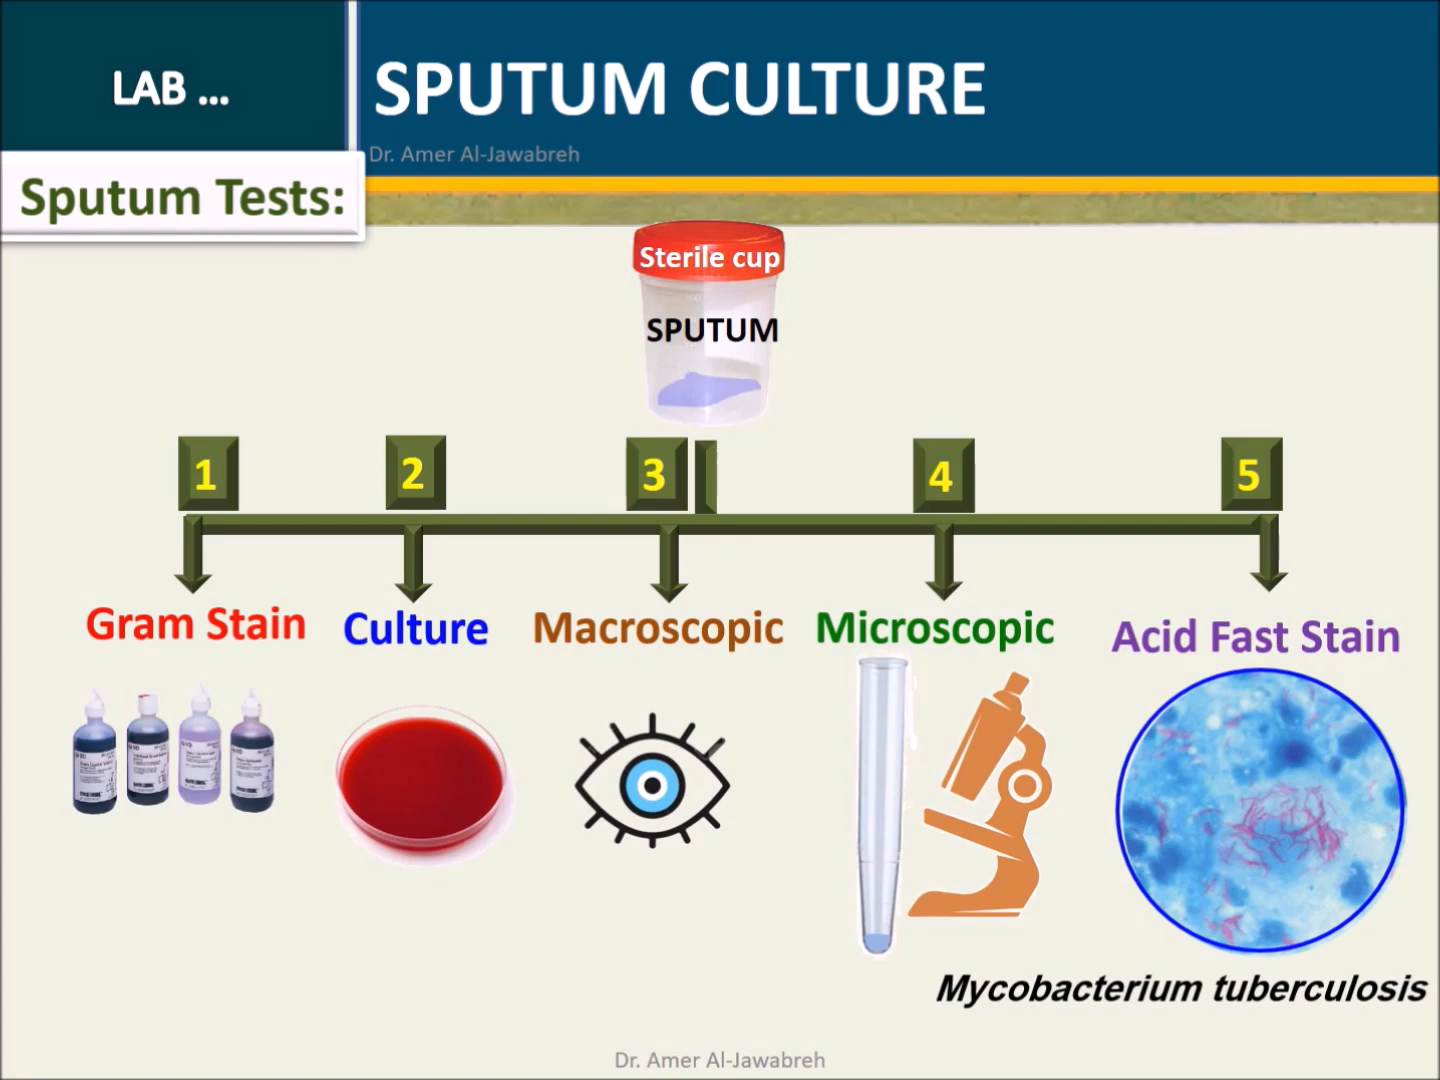 LAB ...
SPUTUM CULTURE
Dr. Amer Al-Jawabreh
Sputum Tests:
Sterile cup
SPUTUM
1
2
3
4
5
Gram Stain
Culture
Macroscopic
Microscopic
Acid Fast Stain
Mycobacterium tuberculosis
Dr. Amer Al-Jawabreh